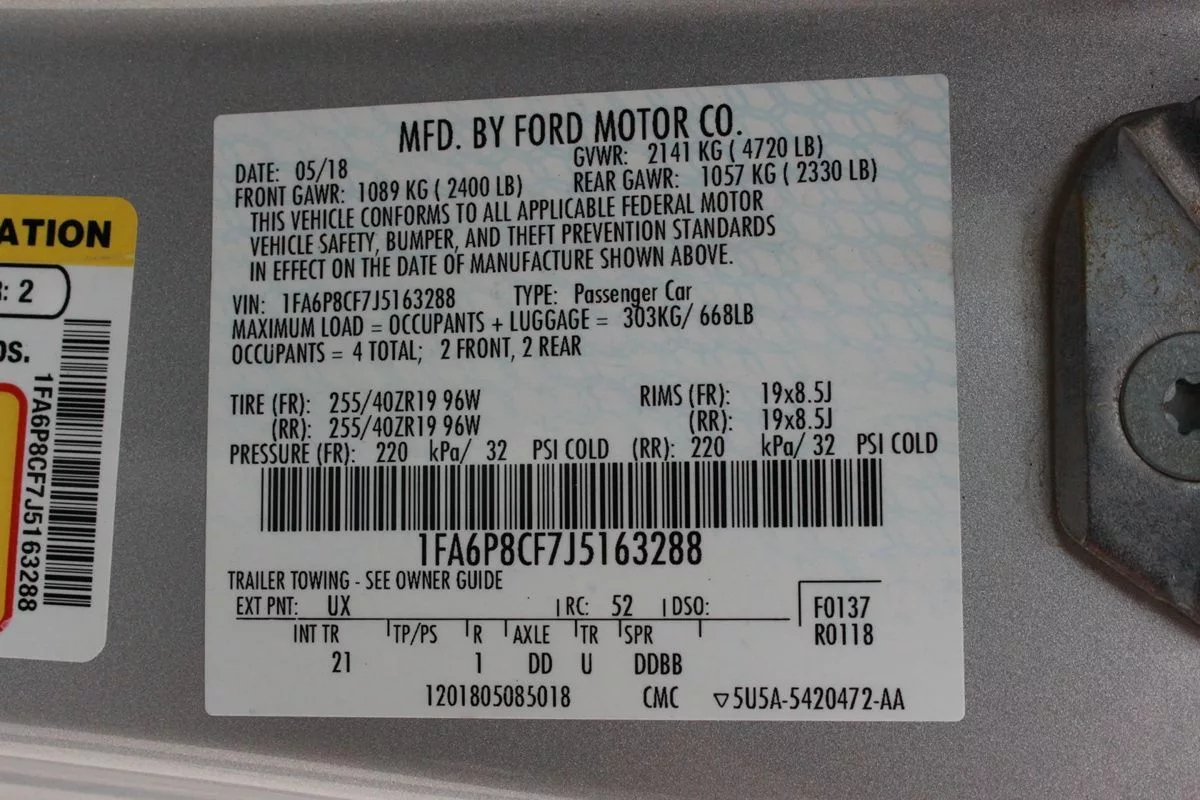 MFD. BY FORD MOTOR CO.
DATE: 05/18
GVWR: 2141 KG ( 4720 LB)
FRONT GAWR: 1089 KG ( 2400 LB)
REAR GAWR: 1057 KG ( 2330 LB)
THIS VEHICLE CONFORMS TO ALL APPLICABLE FEDERAL MOTOR
VEHICLE SAFETY, BUMPER, AND THEFT PREVENTION STANDARDS
IN EFFECT ON THE DATE OF MANUFACTURE SHOWN ABOVE.
VIN: 1FA6P8CF7J5163288 TYPE: Passenger Car
MAXIMUM LOAD = OCCUPANTS + LUGGAGE = 303KG/ 668LB
OCCUPANTS = 4 TOTAL; 2 FRONT, 2 REAR
TIRE (FR): 255/40ZR19 96W RIMS (FR): 19x8.5J
(RR): 255/40ZR19 96W (RR): 19x8.5J
PRESSURE (FR): 220 kPa/ 32 PSI COLD (RR): 220 kPa/ 32 PSI COLD
1FA6P8CF7J5163288
TRAILER TOWING - SEE OWNER GUIDE
EXT PNT: UX RC: 52 DSO:
F0137
R0118
INT TR TP/PS R AXLE TR SPR
21 1 DD U DDBB
1201805085018 CMC ▽5U5A-5420472-AA
: 2
1FA6P8CF7J5163288